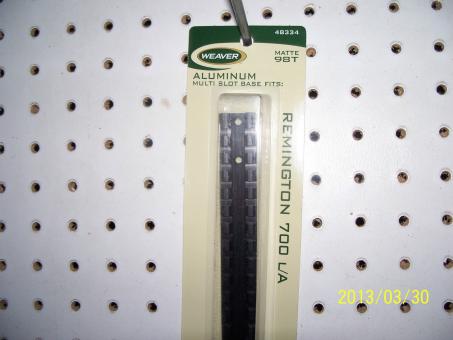 48334
WEAVER
MATTE
98T
ALUMINUM
MULTI SLOT BASE FITS:
REMINGTON 700 L/A
2013/03/30